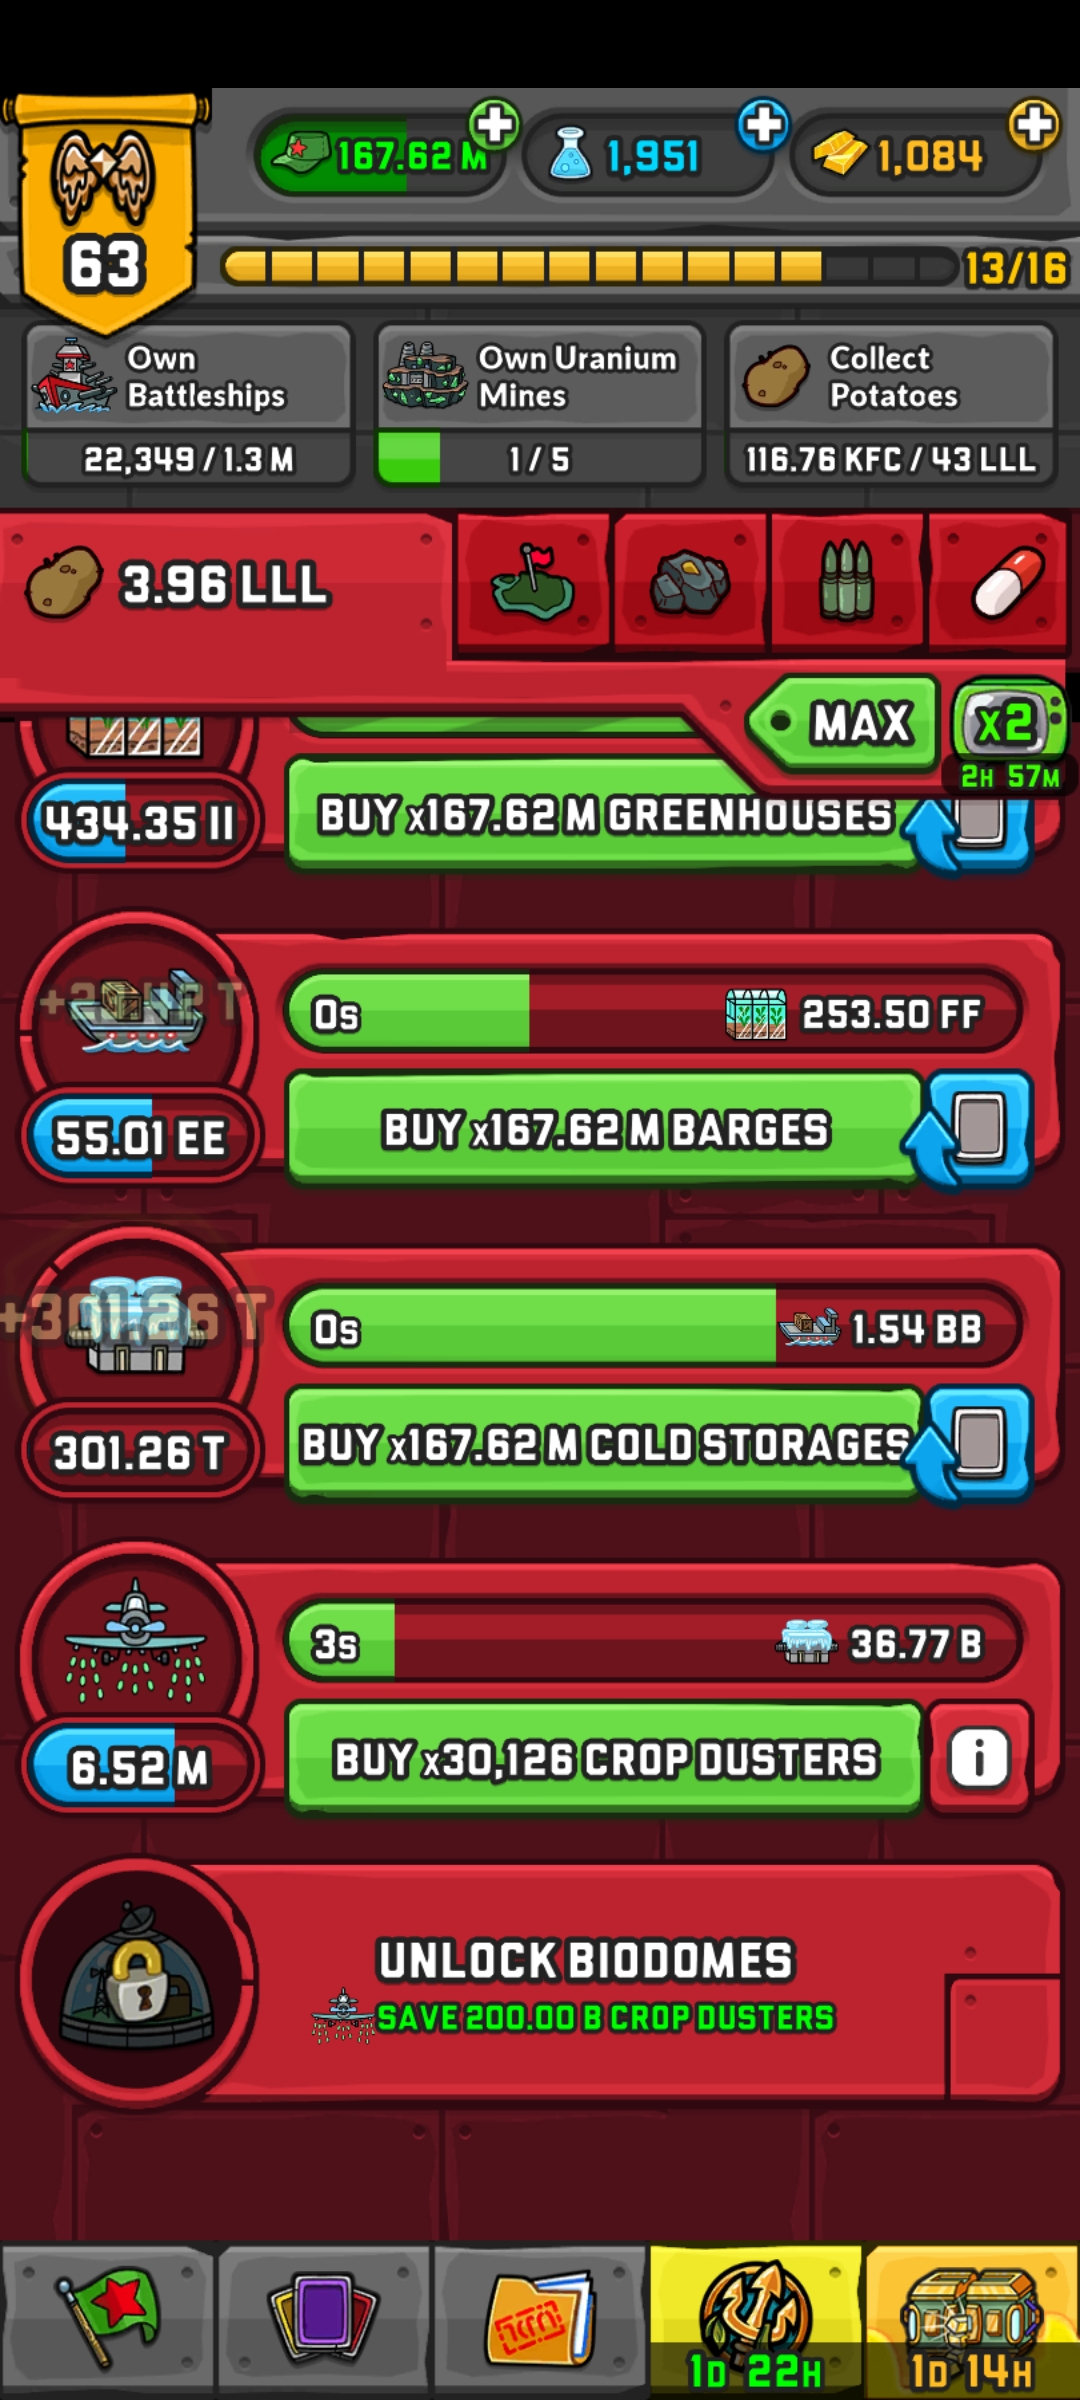 167.62 M
1,951
1,084
63
13/16
Own
Battleships
22,349 / 1.3 M
Own Uranium
Mines
1 / 5
Collect
Potatoes
116.76 KFC / 43 LLL
3.96 LLL
MAX
X2
2H 57M
434.35 II
BUY x167.62 M GREENHOUSES
0s
253.50 FF
55.01 EE
BUY x167.62 M BARGES
+301.26 T
0s
1.54 BB
301.26 T
BUY x167.62 M COLD STORAGES
3s
36.77 B
6.52 M
BUY x30,126 CROP DUSTERS
i
UNLOCK BIODOMES
SAVE 200.00 B CROP DUSTERS
1D 22H
1D 14H